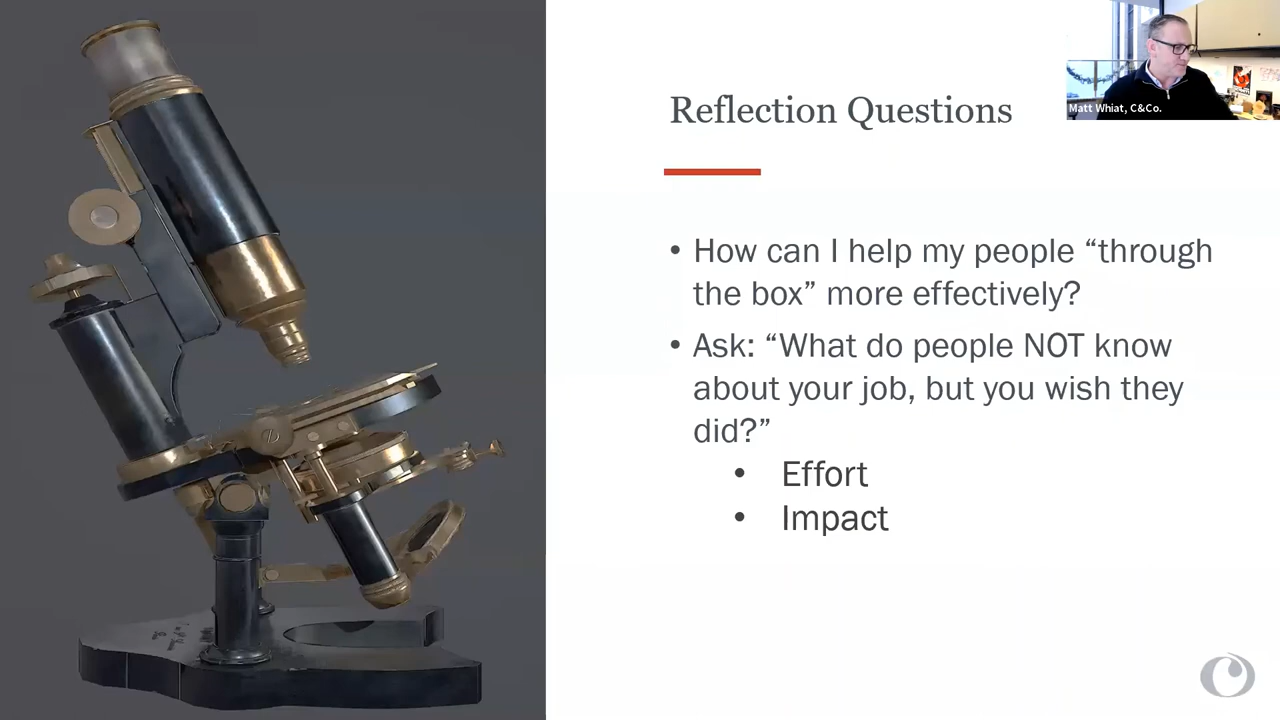 Reflection Questions
Matt Whiat, C&Co.
• How can I help my people “through
the box” more effectively?
• Ask: “What do people NOT know
about your job, but you wish they
did?”
• Effort
• Impact